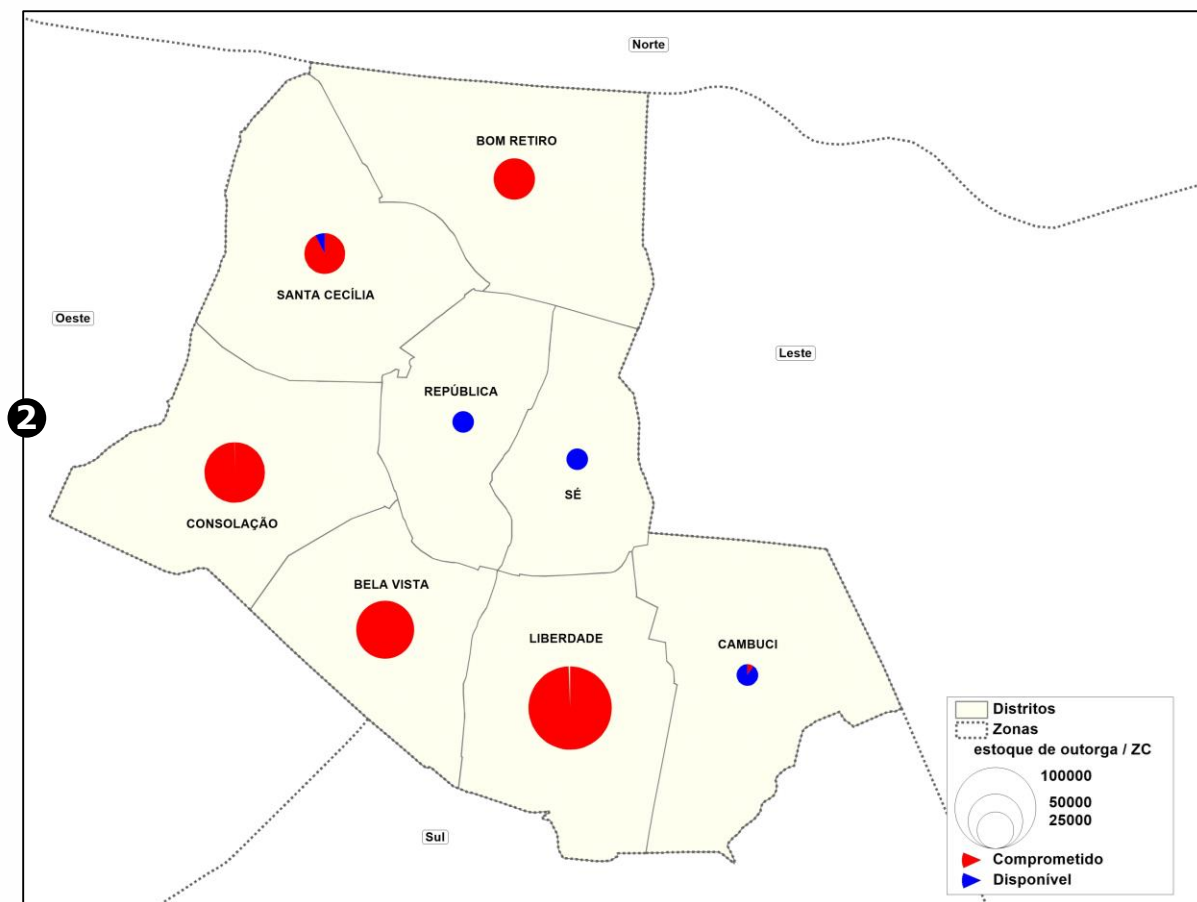 Norte
BOM RETIRO
SANTA CECÍLIA
Oeste
Leste
REPÚBLICA
2
SÉ
CONSOLAÇÃO
BELA VISTA
LIBERDADE
CAMBUCI
Sul
Distritos
Zonas
estoque de outorga / ZC
100000
50000
25000
Comprometido
Disponível